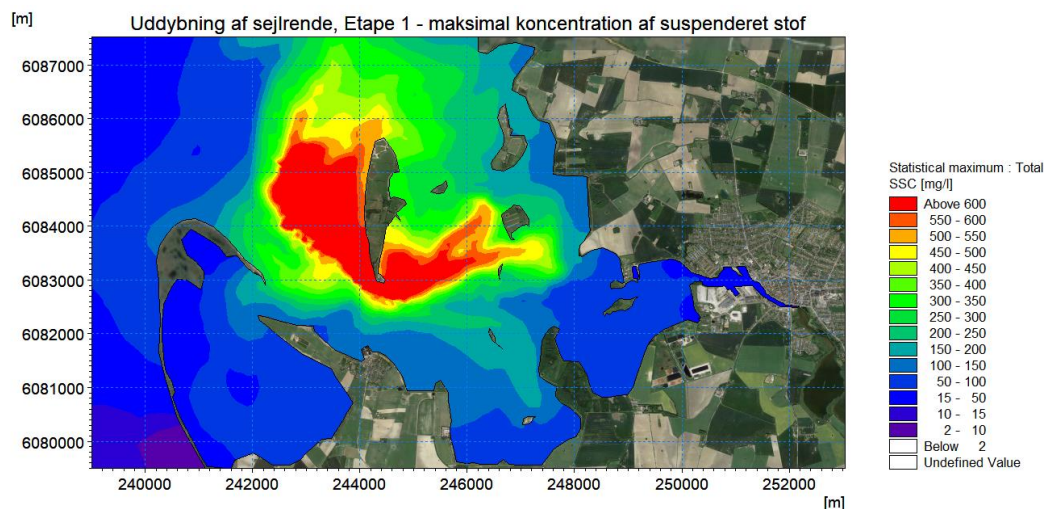 Uddybning af sejlrende, Etape 1 - maksimal koncentration af suspenderet stof
[m]
6087000
6086000
6085000
6084000
6083000
6082000
6081000
6080000
240000 242000 244000 246000 248000 250000 252000
[m]
Statistical maximum : Total
SSC [mg/l]
Above 600
550 - 600
500 - 550
450 - 500
400 - 450
350 - 400
300 - 350
250 - 300
200 - 250
150 - 200
100 - 150
50 - 100
15 - 50
10 - 15
2 - 10
Below 2
Undefined Value